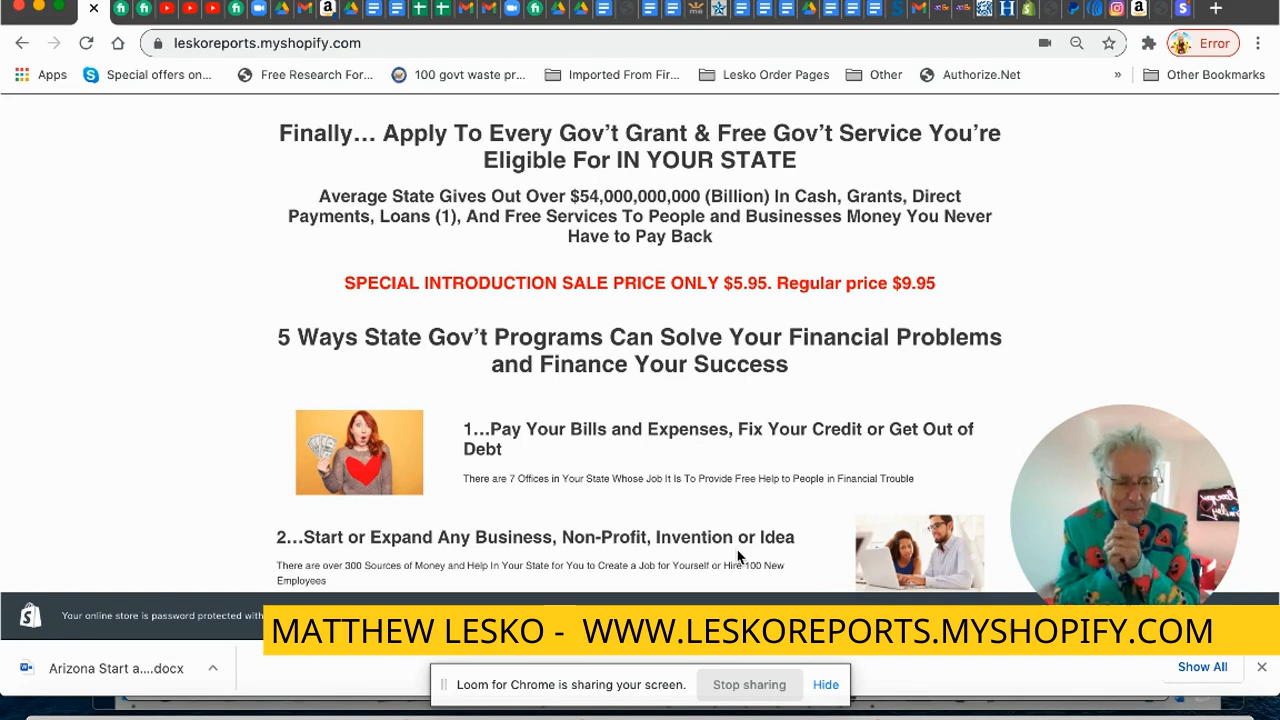 leskoreports.myshopify.com
Error
Apps
Special offers on...
Free Research For...
100 govt waste pr...
Imported From Fir...
Lesko Order Pages
Other
Authorize.Net
»
Other Bookmarks
Finally… Apply To Every Gov’t Grant & Free Gov’t Service You’re
Eligible For IN YOUR STATE
Average State Gives Out Over $54,000,000,000 (Billion) In Cash, Grants, Direct
Payments, Loans (1), And Free Services To People and Businesses Money You Never
Have to Pay Back
SPECIAL INTRODUCTION SALE PRICE ONLY $5.95. Regular price $9.95
5 Ways State Gov’t Programs Can Solve Your Financial Problems
and Finance Your Success
1…Pay Your Bills and Expenses, Fix Your Credit or Get Out of
Debt
There are 7 Offices in Your State Whose Job It Is To Provide Free Help to People in Financial Trouble
2…Start or Expand Any Business, Non-Profit, Invention or Idea
There are over 300 Sources of Money and Help In Your State for You to Create a Job for Yourself or Hire 100 New
Employees
Your online store is password protected with
MATTHEW LESKO - WWW.LESKOREPORTS.MYSHOPIFY.COM
Arizona Start a....docx
Show All
Loom for Chrome is sharing your screen.
Stop sharing
Hide